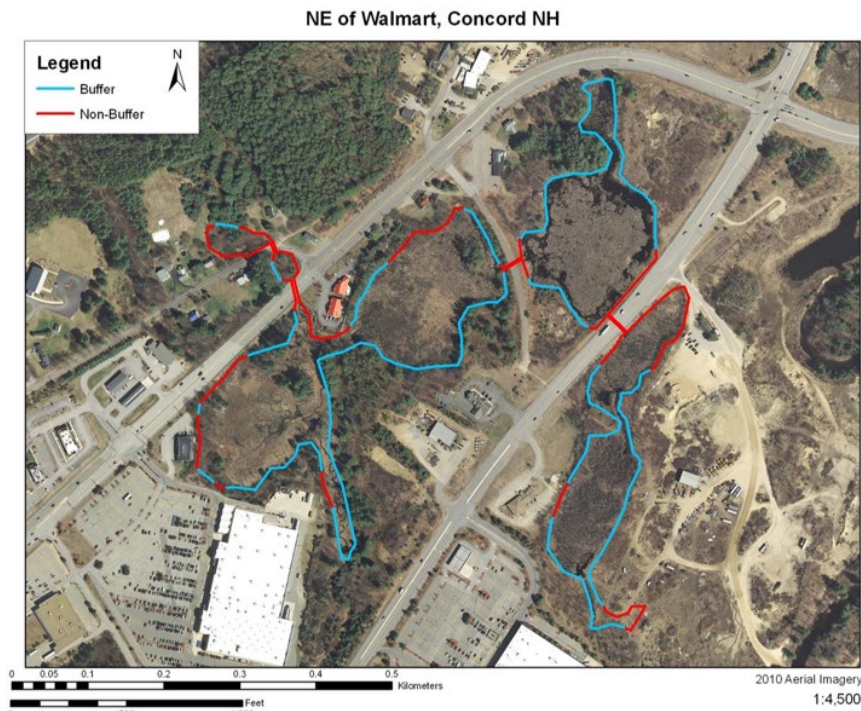 NE of Walmart, Concord NH
Legend
N
Buffer
Non-Buffer
0 0.05 0.1 0.2 0.3 0.4 0.5
Kilometers
Feet
2010 Aerial Imagery
1:4,500